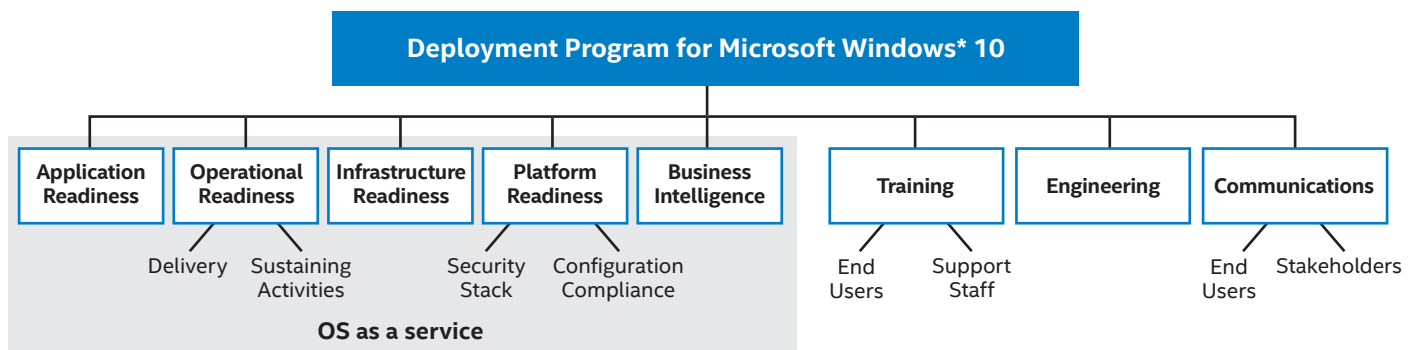 Deployment Program for Microsoft Windows* 10
Application
Readiness
Operational
Readiness
Infrastructure
Readiness
Platform
Readiness
Business
Intelligence
Training
Engineering
Communications
Delivery
Sustaining
Activities
Security
Stack
Configuration
Compliance
End
Users
Support
Staff
End
Users
Stakeholders
OS as a service